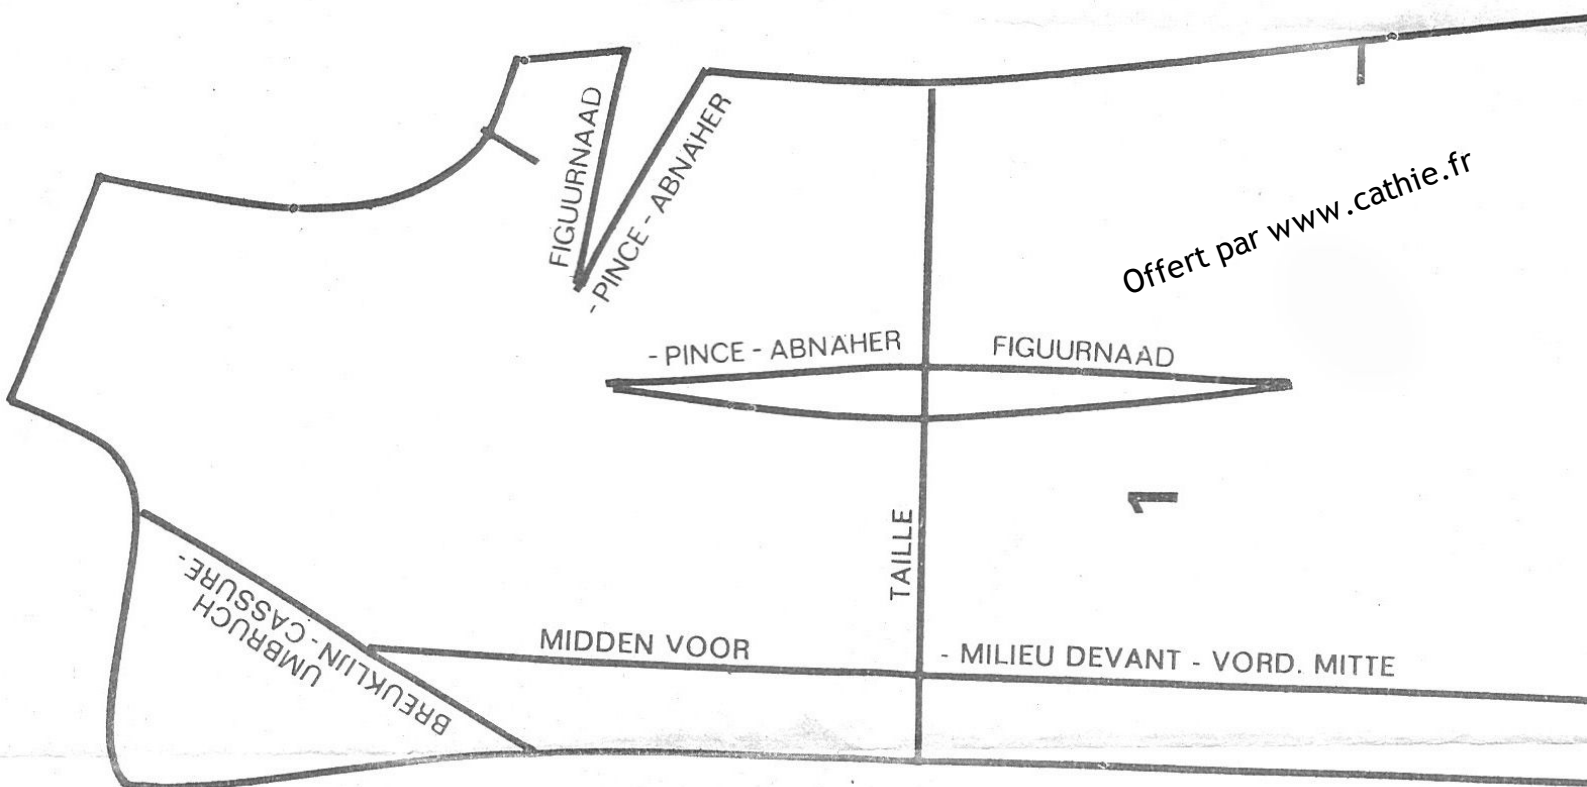 FIGUURNAAD
- PINCE - ABNÄHER
Offert par www.cathie.fr
- PINCE - ABNÄHER FIGUURNAAD
1
TAILLE
MIDDEN VOOR - MILIEU DEVANT - VORD. MITTE
BREUKLIJN - CASSURE -
UMBRUCH